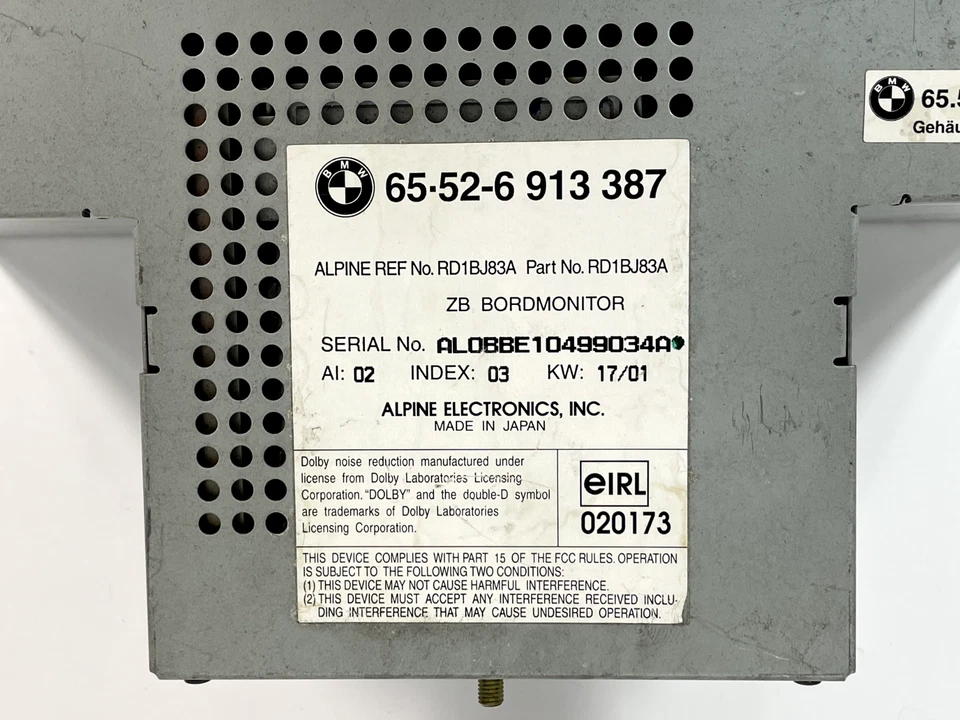 BMW
65.5
Gehäu
BMW
65·52-6 913 387
ALPINE REF No. RD1BJ83A Part No. RD1BJ83A
ZB BORDMONITOR
SERIAL No. AL0BBE10499034A
AI: 02 INDEX: 03 KW: 17/01
ALPINE ELECTRONICS, INC.
MADE IN JAPAN
Dolby noise reduction manufactured under
license from Dolby Laboratories Licensing
Corporation. "DOLBY" and the double-D symbol
are trademarks of Dolby Laboratories
Licensing Corporation.
eIRL
020173
THIS DEVICE COMPLIES WITH PART 15 OF THE FCC RULES. OPERATION
IS SUBJECT TO THE FOLLOWING TWO CONDITIONS:
(1) THIS DEVICE MAY NOT CAUSE HARMFUL INTERFERENCE.
(2) THIS DEVICE MUST ACCEPT ANY INTERFERENCE RECEIVED INCLU-
DING INTERFERENCE THAT MAY CAUSE UNDESIRED OPERATION.